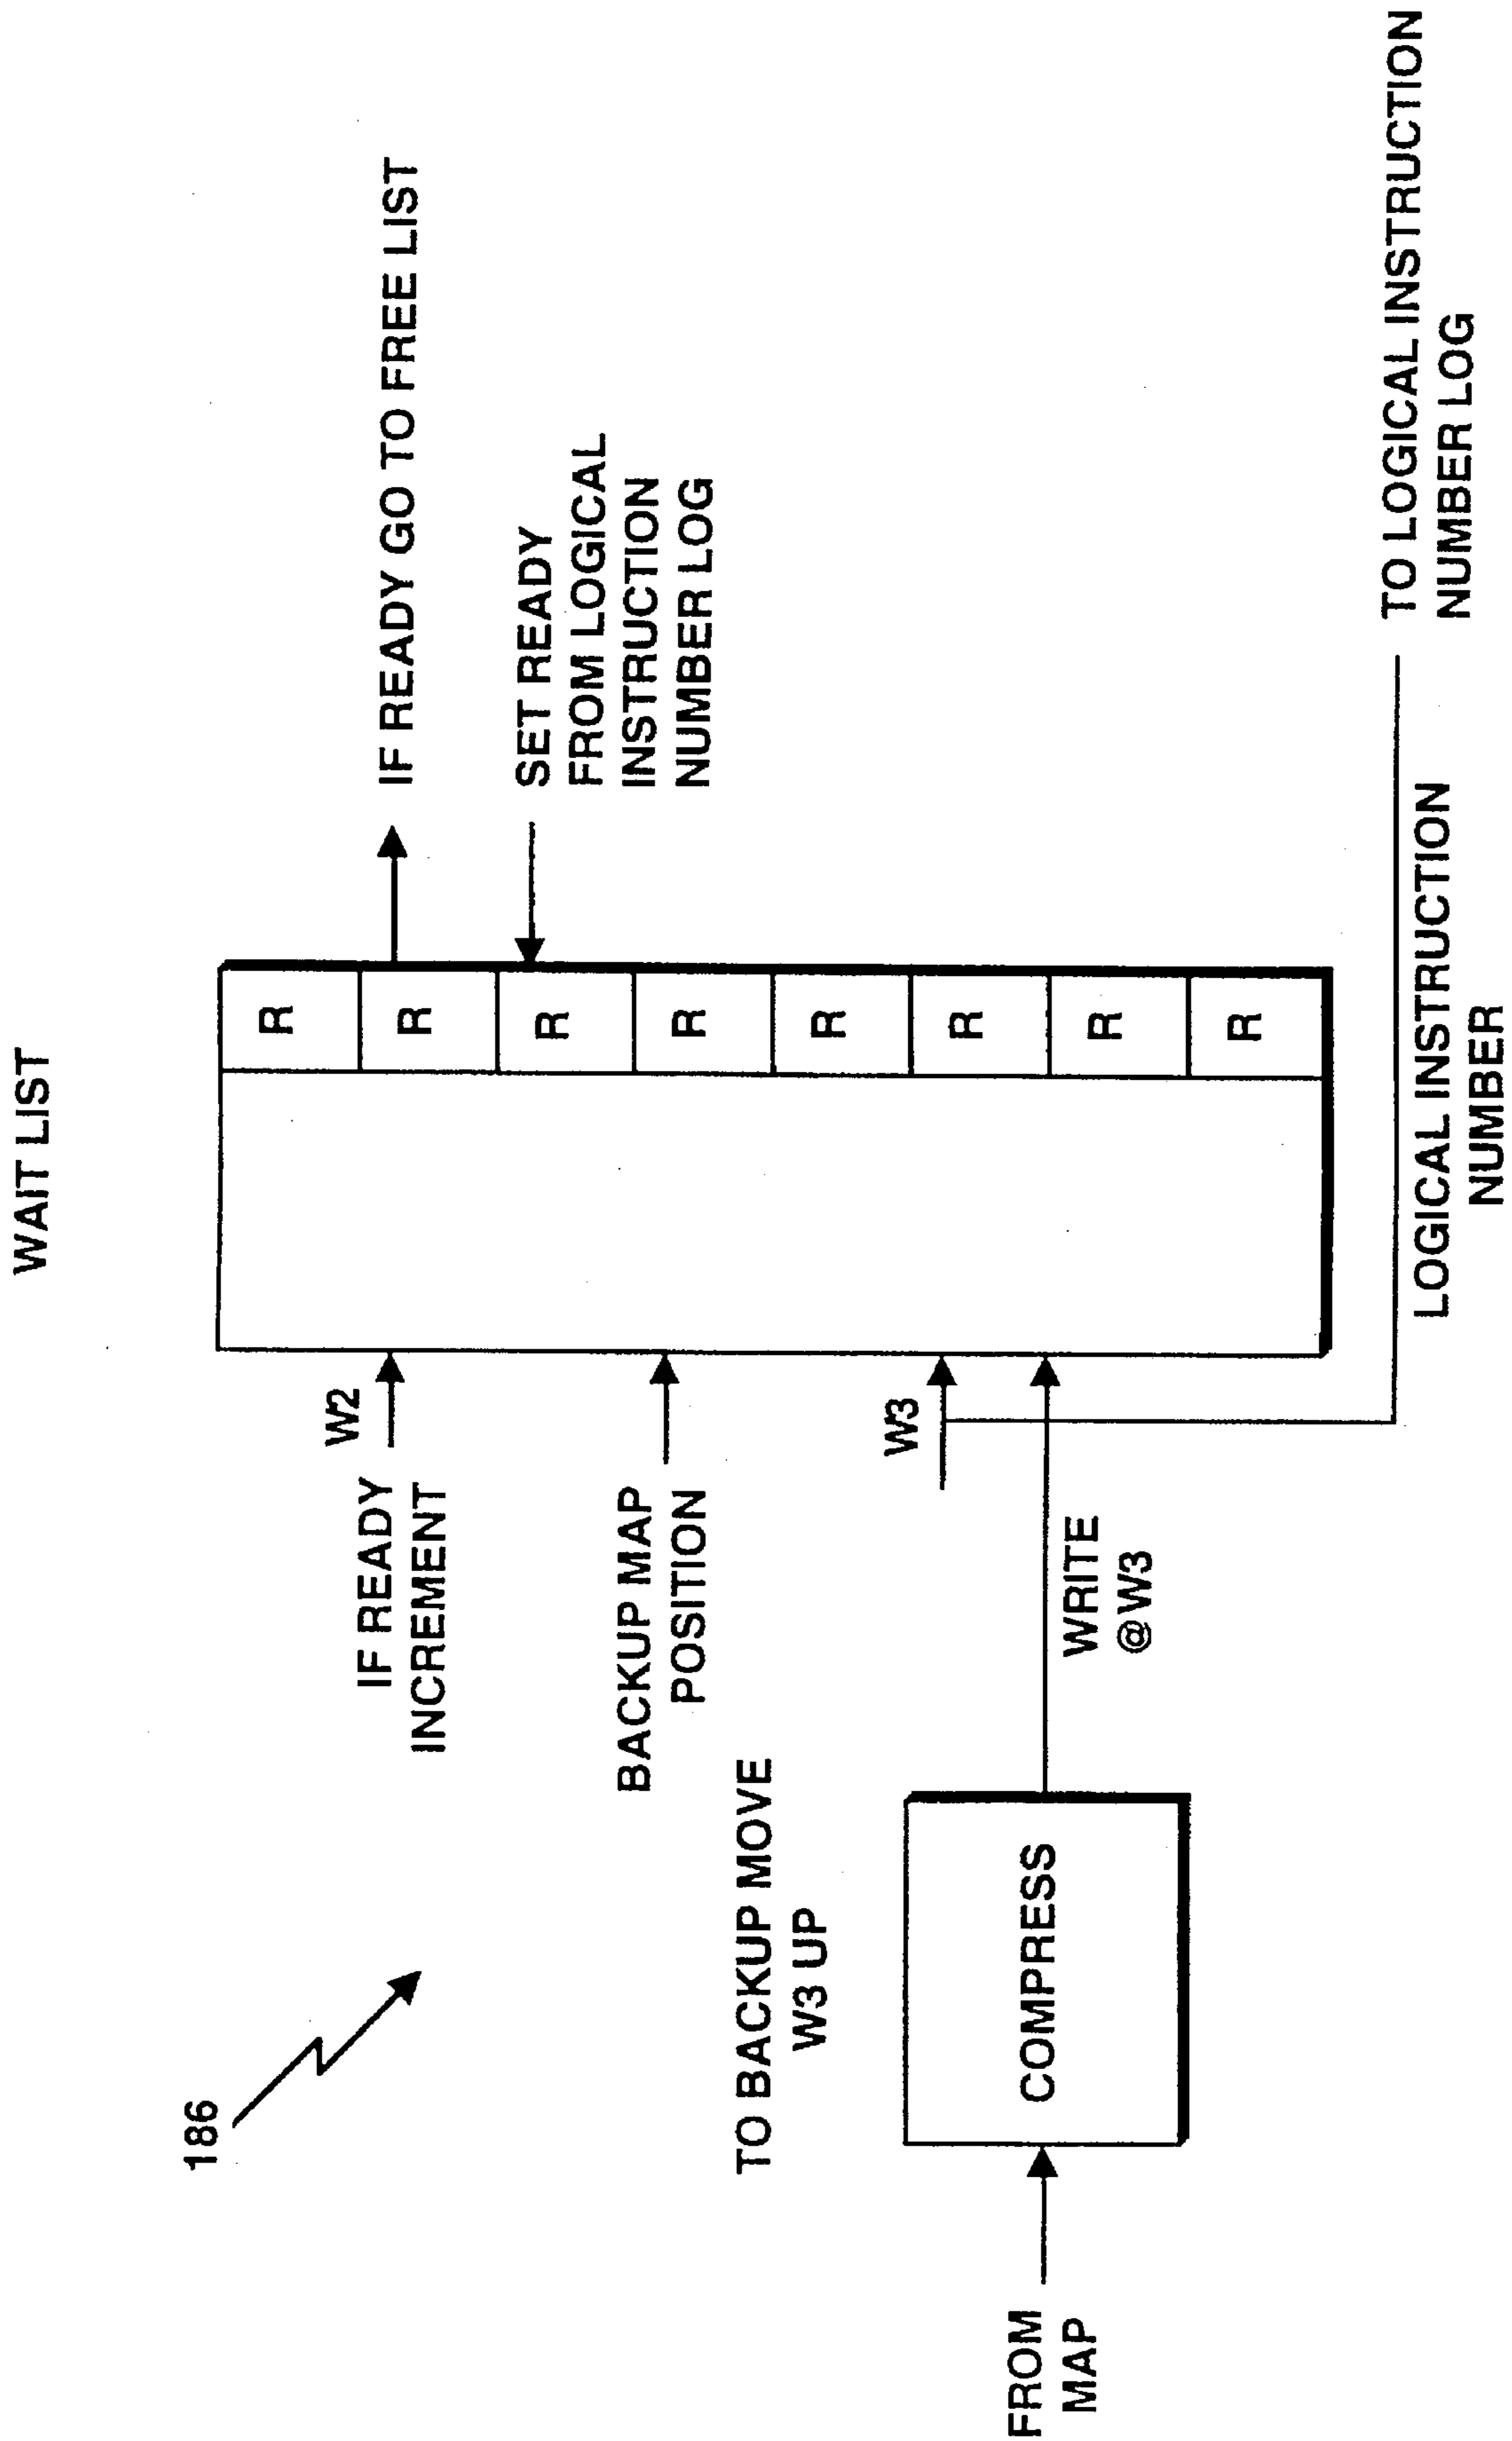 WAIT LIST
186
IF READY
INCREMENT
W2
IF READY GO TO FREE LIST
R
R
R
R
R
R
R
R
SET READY
FROM LOGICAL
INSTRUCTION
NUMBER LOG
BACKUP MAP
POSITION
TO BACKUP MOVE
W3 UP
W3
FROM
MAP
COMPRESS
WRITE
@W3
LOGICAL INSTRUCTION
NUMBER
TO LOGICAL INSTRUCTION
NUMBER LOG